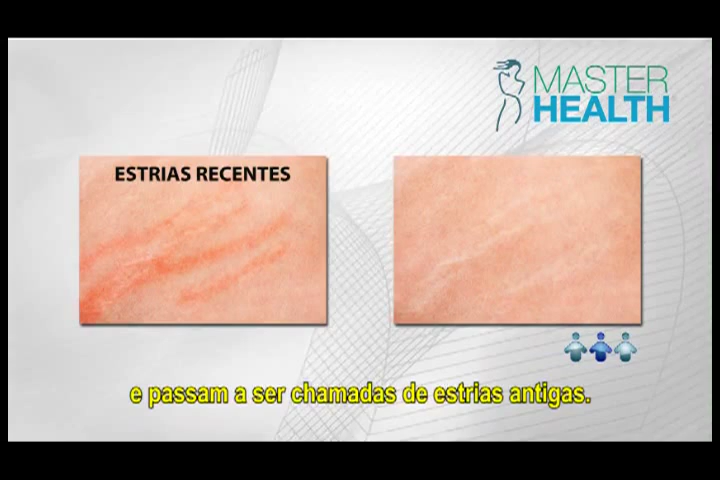 MASTER
HEALTH
ESTRIAS RECENTES
e passam a ser chamadas de estrias antigas.